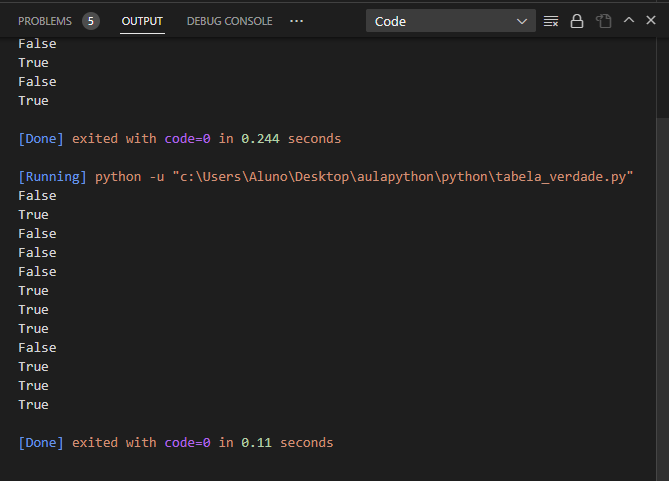 PROBLEMS 5 OUTPUT DEBUG CONSOLE ··· Code
False
True
False
True
[Done] exited with code=0 in 0.244 seconds
[Running] python -u "c:\Users\Aluno\Desktop\aulapython\python\tabela_verdade.py"
False
True
False
False
False
True
True
True
False
True
True
True
[Done] exited with code=0 in 0.11 seconds